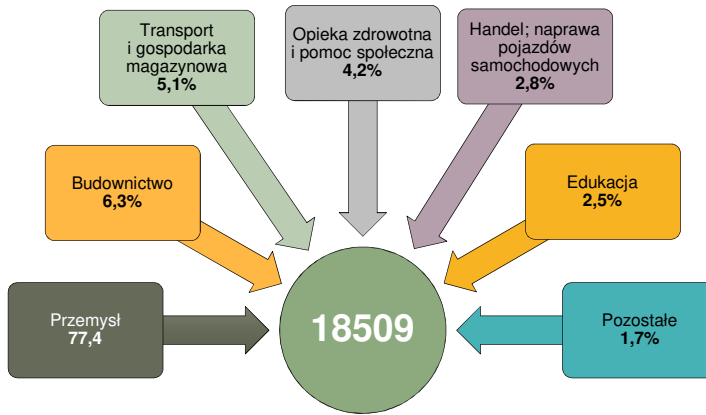 Transport
i gospodarka
magazynowa
5,1%
Opieka zdrowotna
i pomoc społeczna
4,2%
Handel; naprawa
pojazdów
samochodowych
2,8%
Budownictwo
6,3%
Edukacja
2,5%
Przemysł
77,4
18509
Pozostałe
1,7%